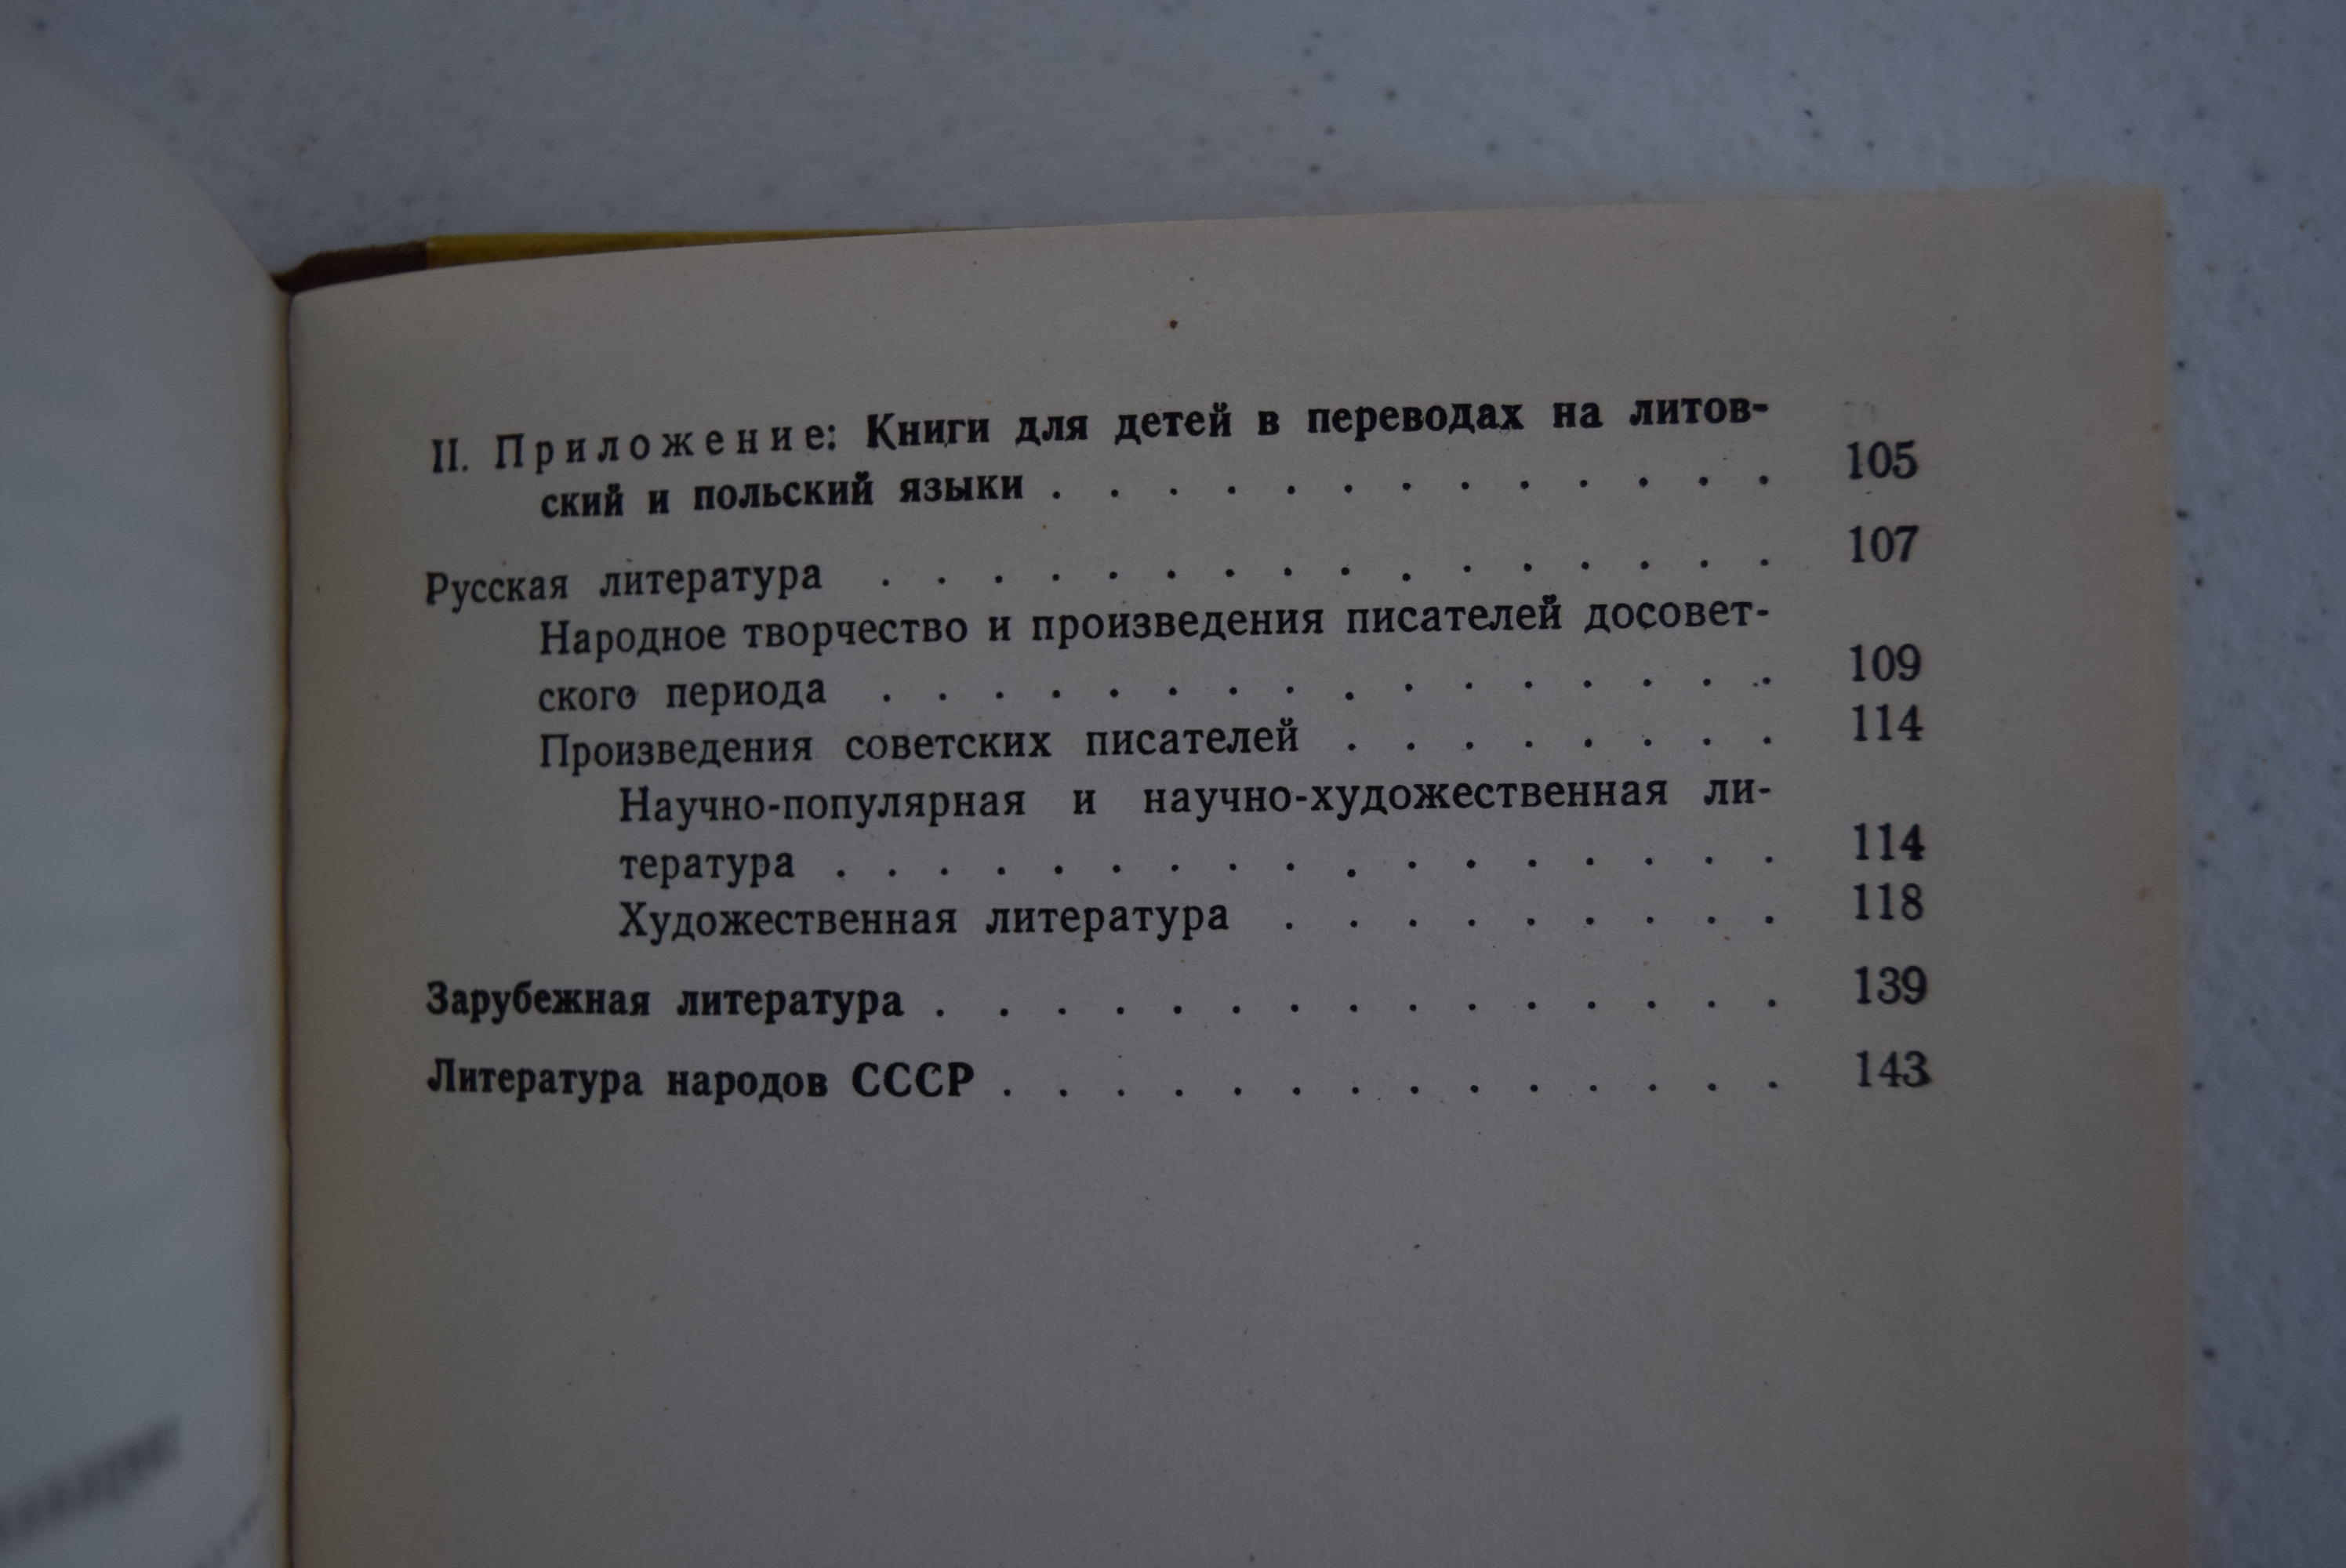 II. Приложение: Книги для детей в переводах на литов-
ский и польский языки . . . . . . . . . . . . . 105
Русская литература . . . . . . . . . . . . . . . . 107
Народное творчество и произведения писателей досовет-
ского периода . . . . . . . . . . . . . . . . 109
Произведения советских писателей . . . . . . . . 114
Научно-популярная и научно-художественная ли-
тература . . . . . . . . . . . . . . . . . 114
Художественная литература . . . . . . . . . 118
Зарубежная литература . . . . . . . . . . . . . . . 139
Литература народов СССР . . . . . . . . . . . . . . 143